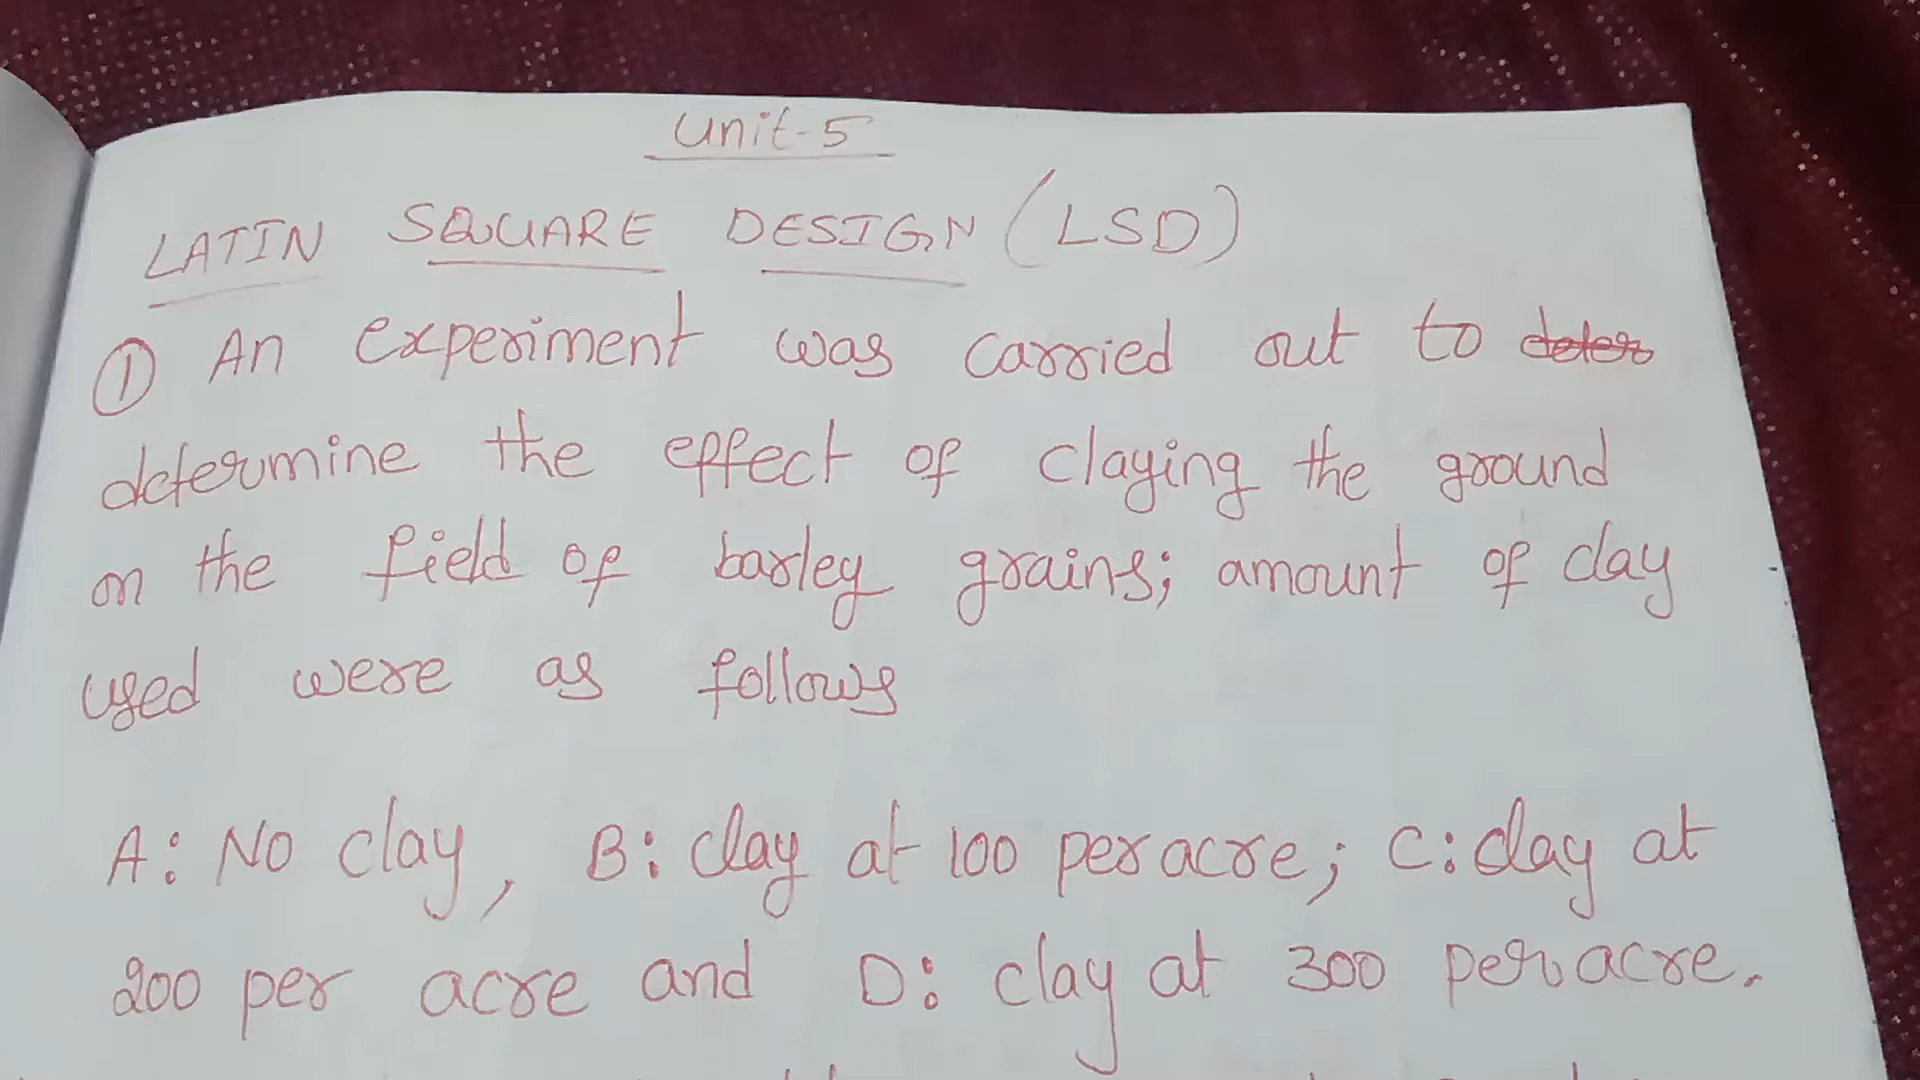 Unit-5
LATIN SQUARE DESIGN (LSD)
① An experiment was carried out to deter
determine the effect of claying the ground
on the field of barley grains; amount of clay
used were as follows
A: No clay, B: clay at 100 per acre; C: clay at
200 per acre and D: clay at 300 per acre.